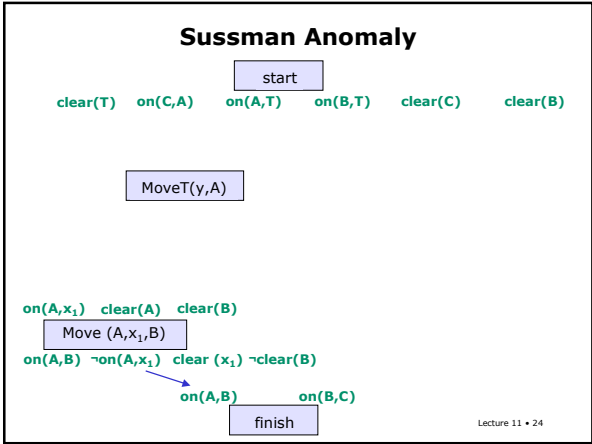 Sussman Anomaly
start
clear(T) on(C,A) on(A,T) on(B,T) clear(C) clear(B)
MoveT(y,A)
on(A,x₁) clear(A) clear(B)
Move (A,x₁,B)
on(A,B) ¬on(A,x₁) clear (x₁) ¬clear(B)
on(A,B) on(B,C)
finish
Lecture 11 • 24